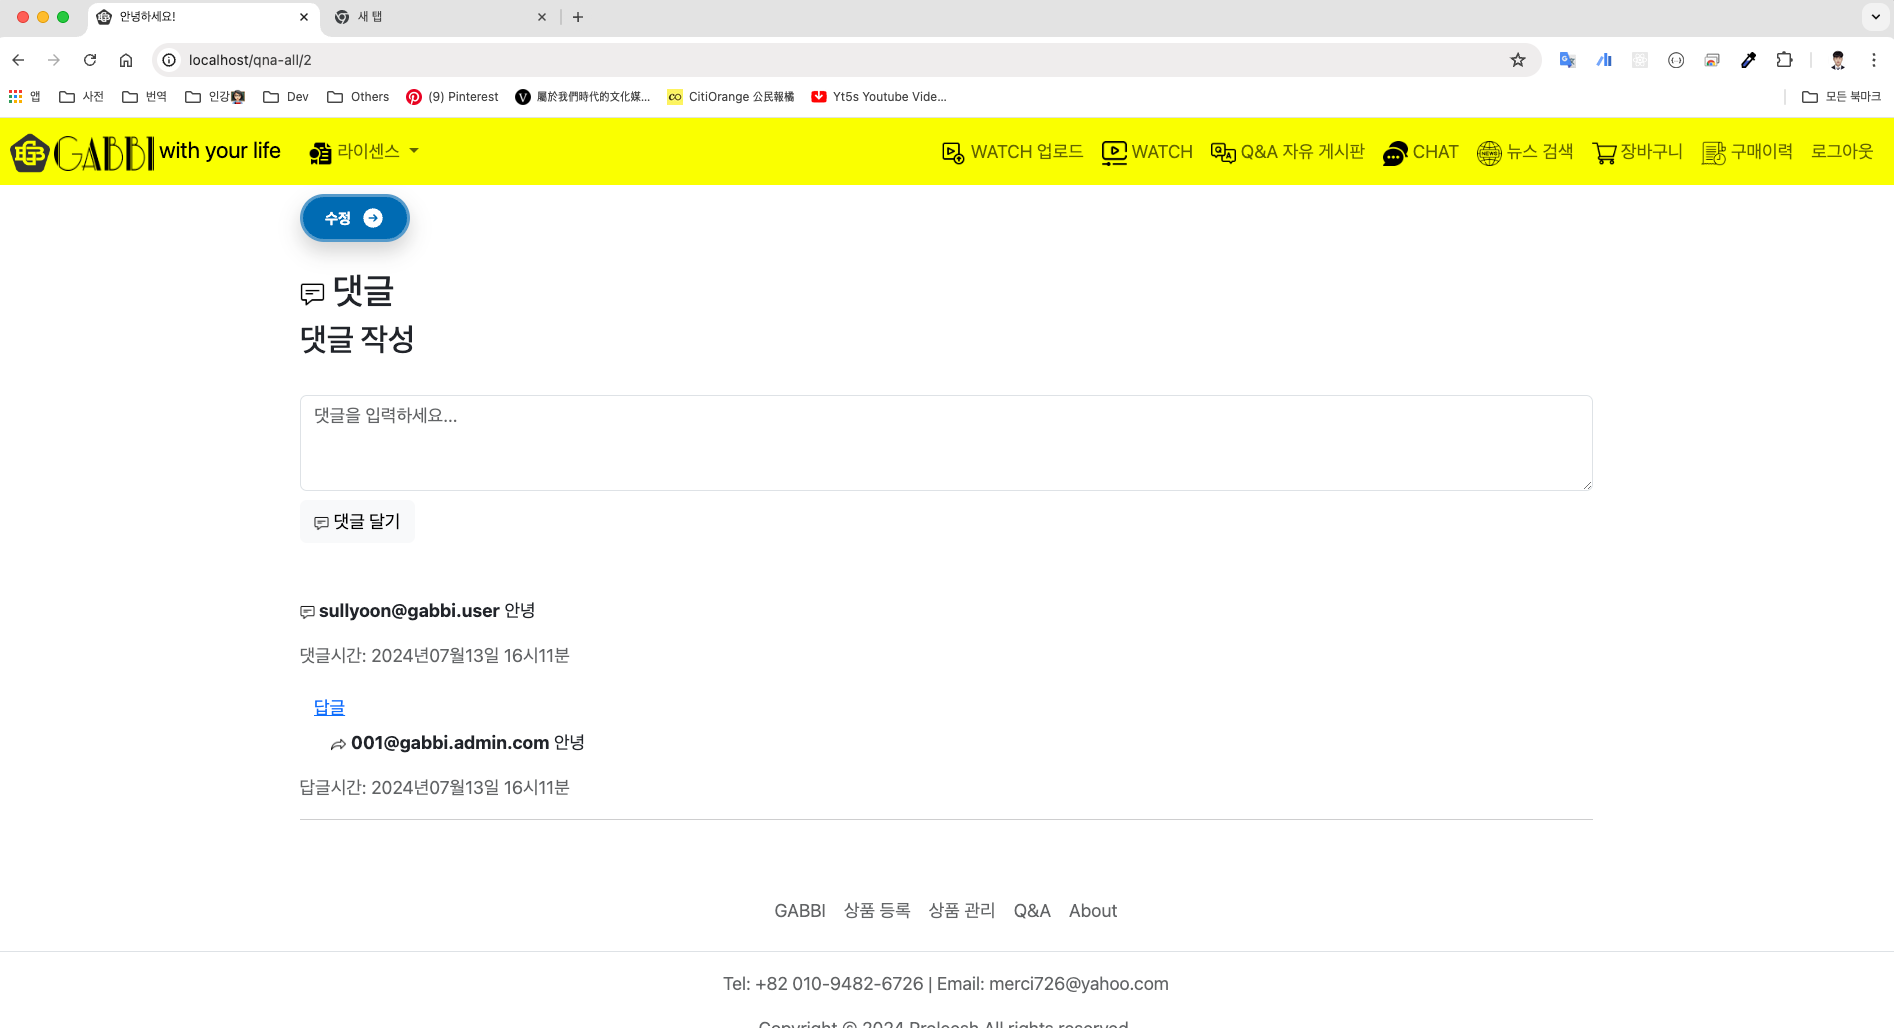 안녕하세요!
새 탭
localhost/qna-all/2
앱 사전 번역 인강 Dev Others (9) Pinterest 屬於我們時代的文化媒... CitiOrange 公民報橘 Yt5s Youtube Vide... 모든 북마크
GABBI with your life 라이센스 WATCH 업로드 WATCH Q&A 자유 게시판 CHAT 뉴스 검색 장바구니 구매이력 로그아웃
수정
댓글
댓글 작성
댓글을 입력하세요...
댓글 달기
sullyoon@gabbi.user 안녕
댓글시간: 2024년07월13일 16시11분
답글
001@gabbi.admin.com 안녕
답글시간: 2024년07월13일 16시11분
GABBI 상품 등록 상품 관리 Q&A About
Tel: +82 010-9482-6726 | Email: merci726@yahoo.com
Copyright © 2024 Proleesh All rights reserved